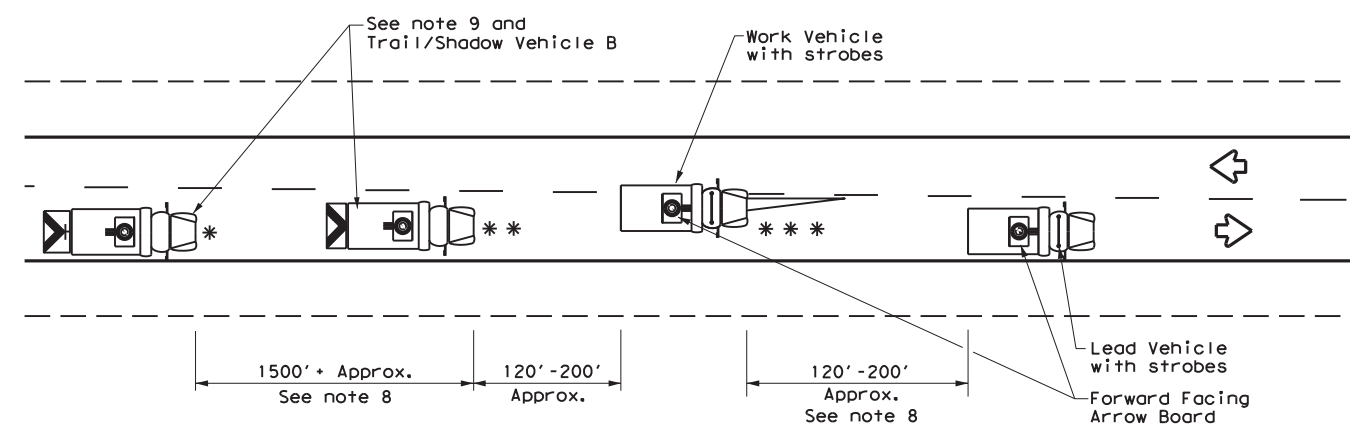 See note 9 and
Trail/Shadow Vehicle B
Work Vehicle
with strobes
*
* *
* * *
1500'+ Approx.
See note 8
120'-200'
Approx.
120'-200'
Approx.
See note 8
Lead Vehicle
with strobes
Forward Facing
Arrow Board